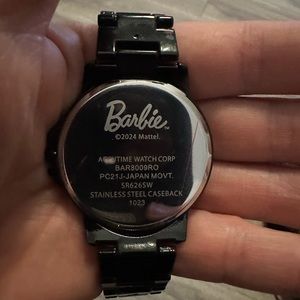 Barbie
©2024 Mattel.
ACCUTIME WATCH CORP
BAR8009RO
PC21J-JAPAN MOVT.
SR626SW
STAINLESS STEEL CASEBACK
1023